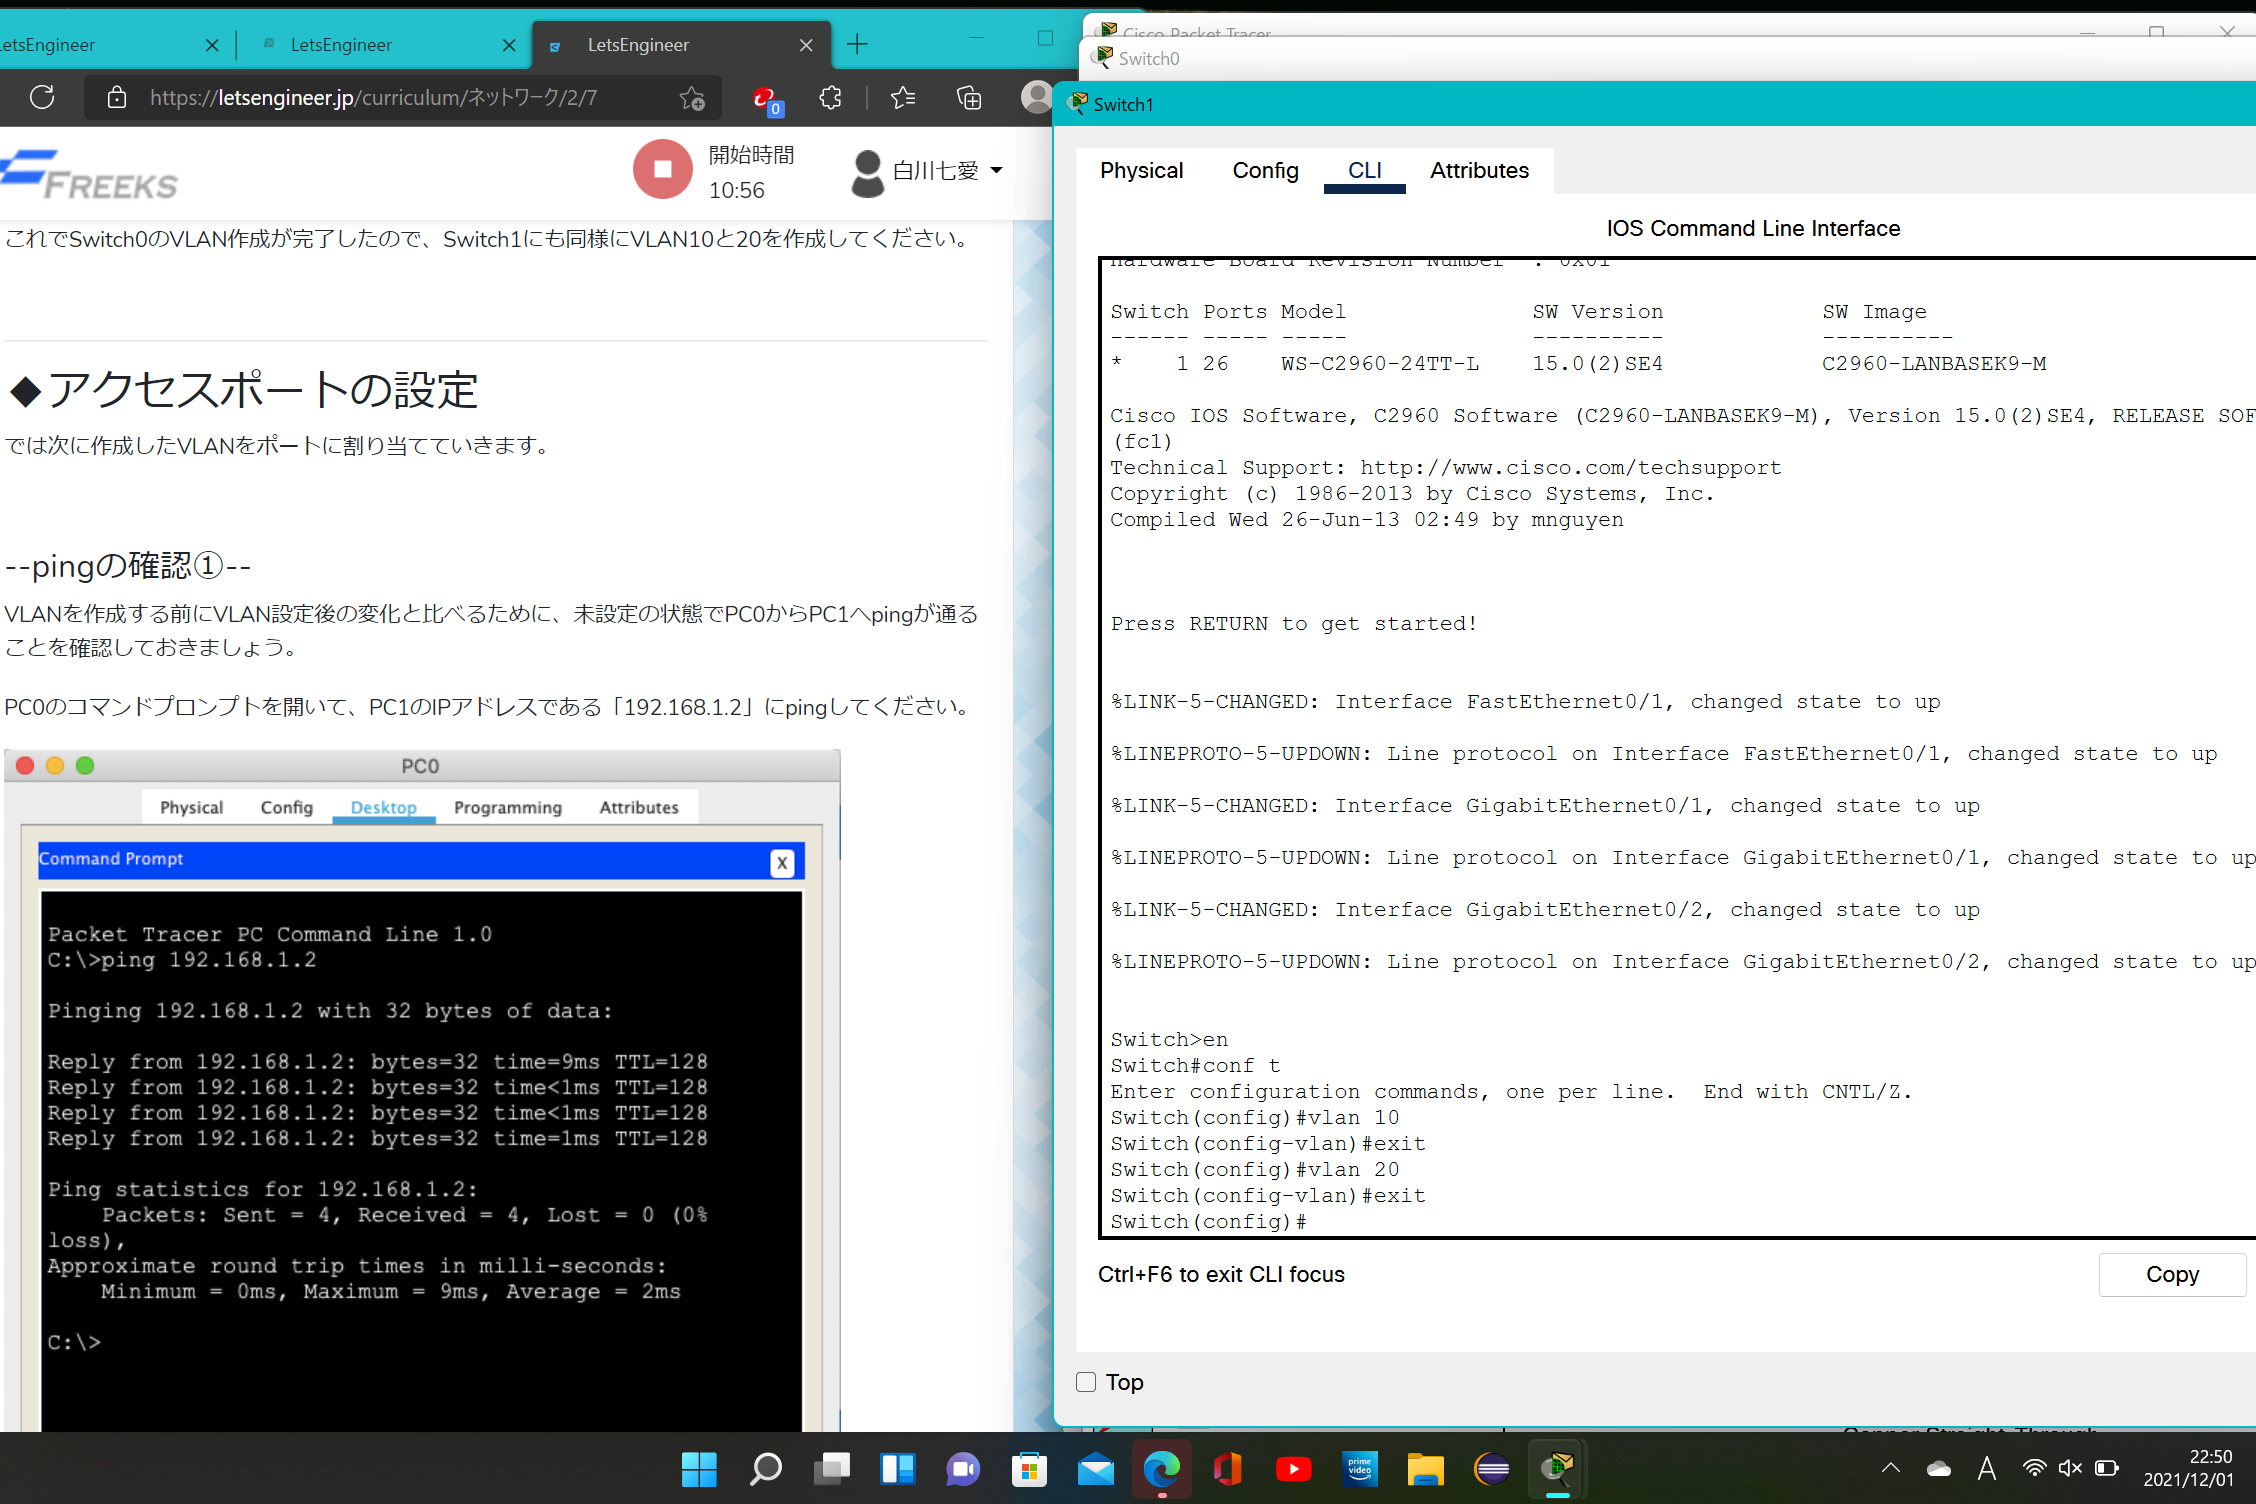 LetsEngineer
LetsEngineer
https://letsengineer.jp/curriculum/ネットワーク/2/7
0
FREEKS
開始時間
10:56
白川七愛
これでSwitch0のVLAN作成が完了したので、Switch1にも同様にVLAN10と20を作成してください。
◆アクセスポートの設定
では次に作成したVLANをポートに割り当てていきます。
--pingの確認①--
VLANを作成する前にVLAN設定後の変化と比べるために、未設定の状態でPC0からPC1へpingが通る
ことを確認しておきましょう。
PC0のコマンドプロンプトを開いて、PC1のIPアドレスである「192.168.1.2」にpingしてください。
PC0
Physical Config Desktop Programming Attributes
Command Prompt X
Packet Tracer PC Command Line 1.0
C:\>ping 192.168.1.2
Pinging 192.168.1.2 with 32 bytes of data:
Reply from 192.168.1.2: bytes=32 time=9ms TTL=128
Reply from 192.168.1.2: bytes=32 time<1ms TTL=128
Reply from 192.168.1.2: bytes=32 time<1ms TTL=128
Reply from 192.168.1.2: bytes=32 time=1ms TTL=128
Ping statistics for 192.168.1.2:
Packets: Sent = 4, Received = 4, Lost = 0 (0%
loss),
Approximate round trip times in milli-seconds:
Minimum = 0ms, Maximum = 9ms, Average = 2ms
C:\>
Cisco Packet Tracer
Switch0
Switch1
Physical Config CLI Attributes
IOS Command Line Interface
Hardware Board Revision Number : 0x01
Switch Ports Model SW Version SW Image
------ ----- ----- ---------- ----------
* 1 26 WS-C2960-24TT-L 15.0(2)SE4 C2960-LANBASEK9-M
Cisco IOS Software, C2960 Software (C2960-LANBASEK9-M), Version 15.0(2)SE4, RELEASE SOF
(fc1)
Technical Support: http://www.cisco.com/techsupport
Copyright (c) 1986-2013 by Cisco Systems, Inc.
Compiled Wed 26-Jun-13 02:49 by mnguyen
Press RETURN to get started!
%LINK-5-CHANGED: Interface FastEthernet0/1, changed state to up
%LINEPROTO-5-UPDOWN: Line protocol on Interface FastEthernet0/1, changed state to up
%LINK-5-CHANGED: Interface GigabitEthernet0/1, changed state to up
%LINEPROTO-5-UPDOWN: Line protocol on Interface GigabitEthernet0/1, changed state to up
%LINK-5-CHANGED: Interface GigabitEthernet0/2, changed state to up
%LINEPROTO-5-UPDOWN: Line protocol on Interface GigabitEthernet0/2, changed state to up
Switch>en
Switch#conf t
Enter configuration commands, one per line. End with CNTL/Z.
Switch(config)#vlan 10
Switch(config-vlan)#exit
Switch(config)#vlan 20
Switch(config-vlan)#exit
Switch(config)#
Ctrl+F6 to exit CLI focus
Copy
Top
prime video
A
22:50
2021/12/01